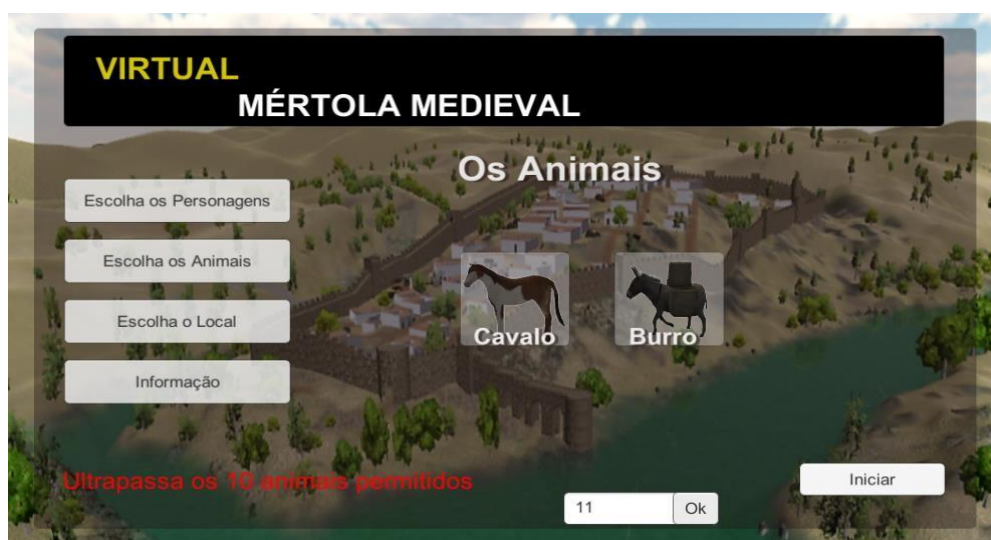 VIRTUAL
MÉRTOLA MEDIEVAL
Os Animais
Escolha os Personagens
Escolha os Animais
Escolha o Local
Informação
Cavalo
Burro
Ultrapassa os 10 animais permitidos
11
Ok
Iniciar